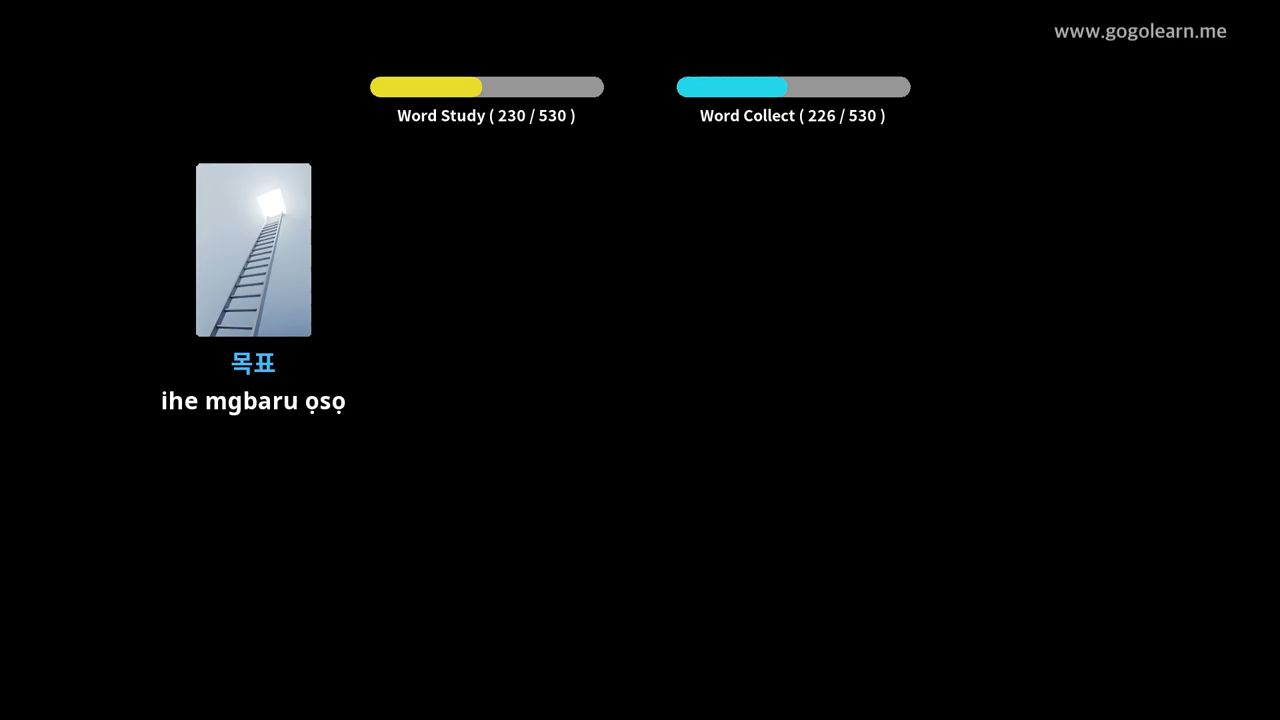 www.gogolearn.me
Word Study ( 230 / 530 )
Word Collect ( 226 / 530 )
목표
ihe mgbaru ọsọ